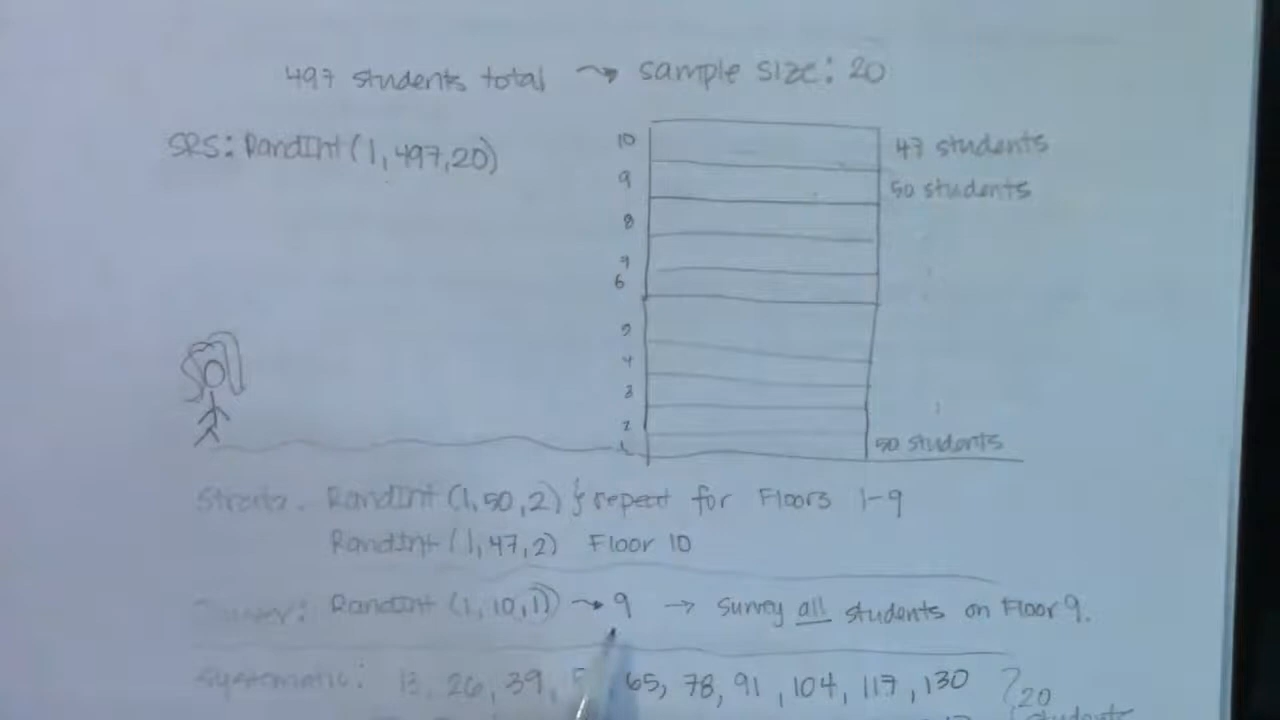 497 students total → sample size: 20
SRS: RandInt(1,497,20)
10
47 students
9
50 students
8
7
6
5
4
3
2
1
50 students
Strata. RandInt (1,50,2) } repeat for Floors 1-9
RandInt (1,47,2) Floor 10
RandInt (1,10,1)) → 9 → Survey all students on Floor 9.
Systematic: 13, 26, 39, 65, 78, 91, 104, 117, 130 20
students